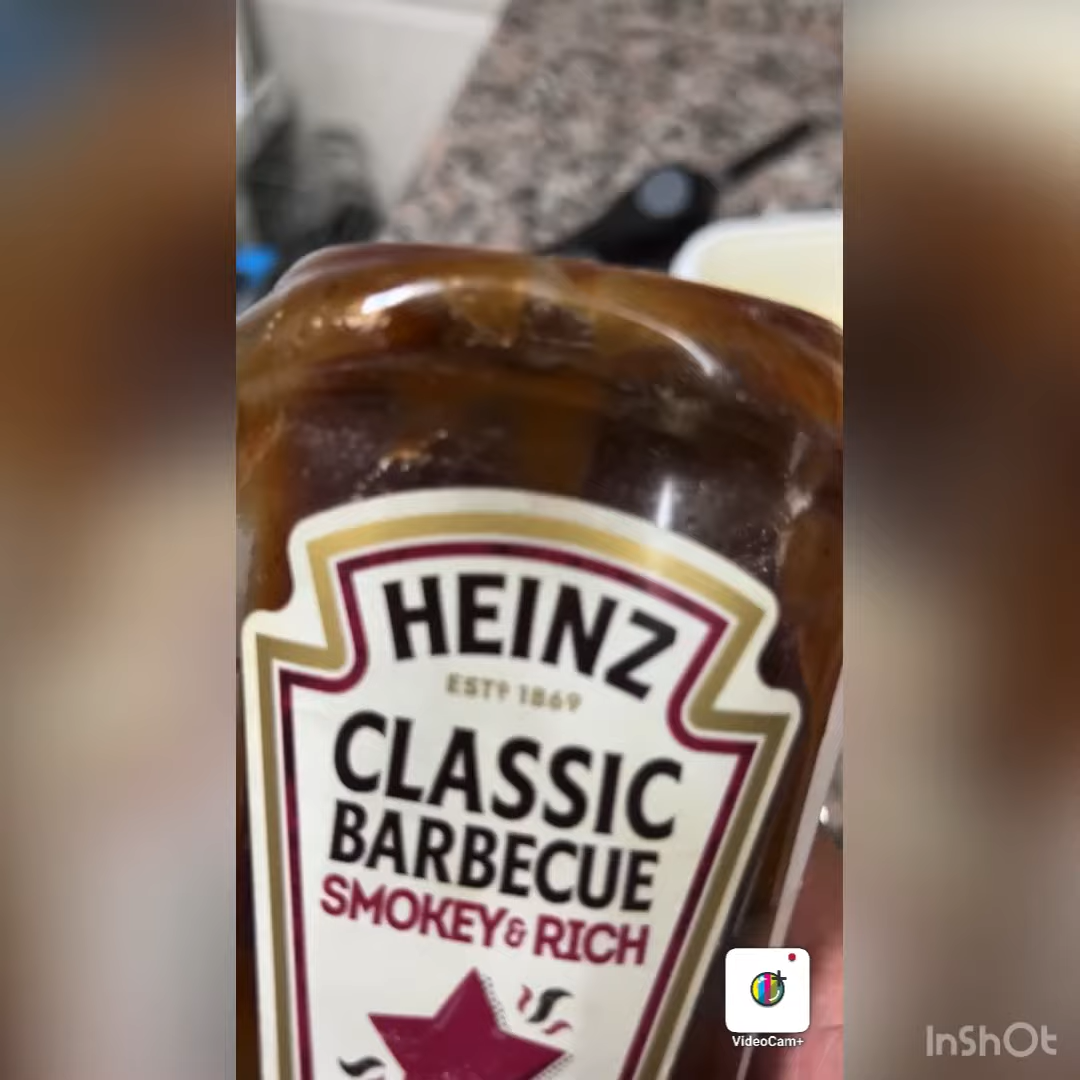 HEINZ
ESTD 1869
CLASSIC
BARBECUE
SMOKEY & RICH
VideoCam+
InShOt